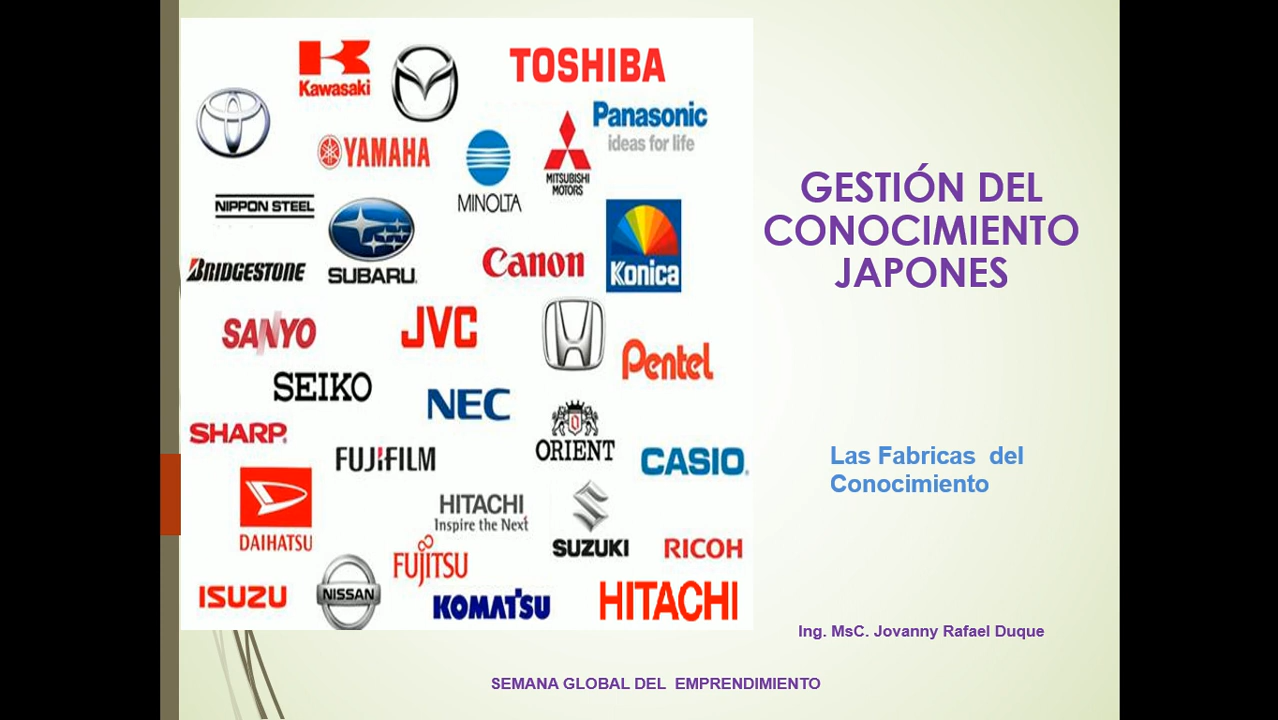 Kawasaki
TOSHIBA
Panasonic
ideas for life
YAMAHA
MINOLTA
MITSUBISHI
MOTORS
NIPPON STEEL
SUBARU
BRIDGESTONE
Canon
Konica
SANYO
JVC
Pentel
SEIKO
NEC
ORIENT
SHARP
FUJIFILM
CASIO
HITACHI
Inspire the Next
DAIHATSU
SUZUKI
RICOH
FUJITSU
ISUZU
NISSAN
KOMATSU
HITACHI
GESTIÓN DEL
CONOCIMIENTO
JAPONES
Las Fabricas del
Conocimiento
Ing. MsC. Jovanny Rafael Duque
SEMANA GLOBAL DEL EMPRENDIMIENTO